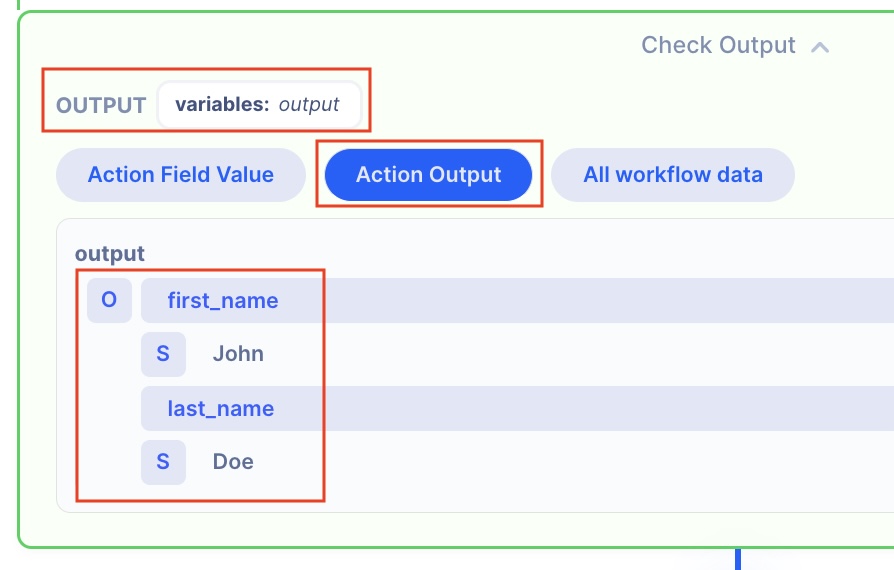 Check Output
OUTPUT variables: output
Action Field Value Action Output All workflow data
output
O first_name
S John
last_name
S Doe